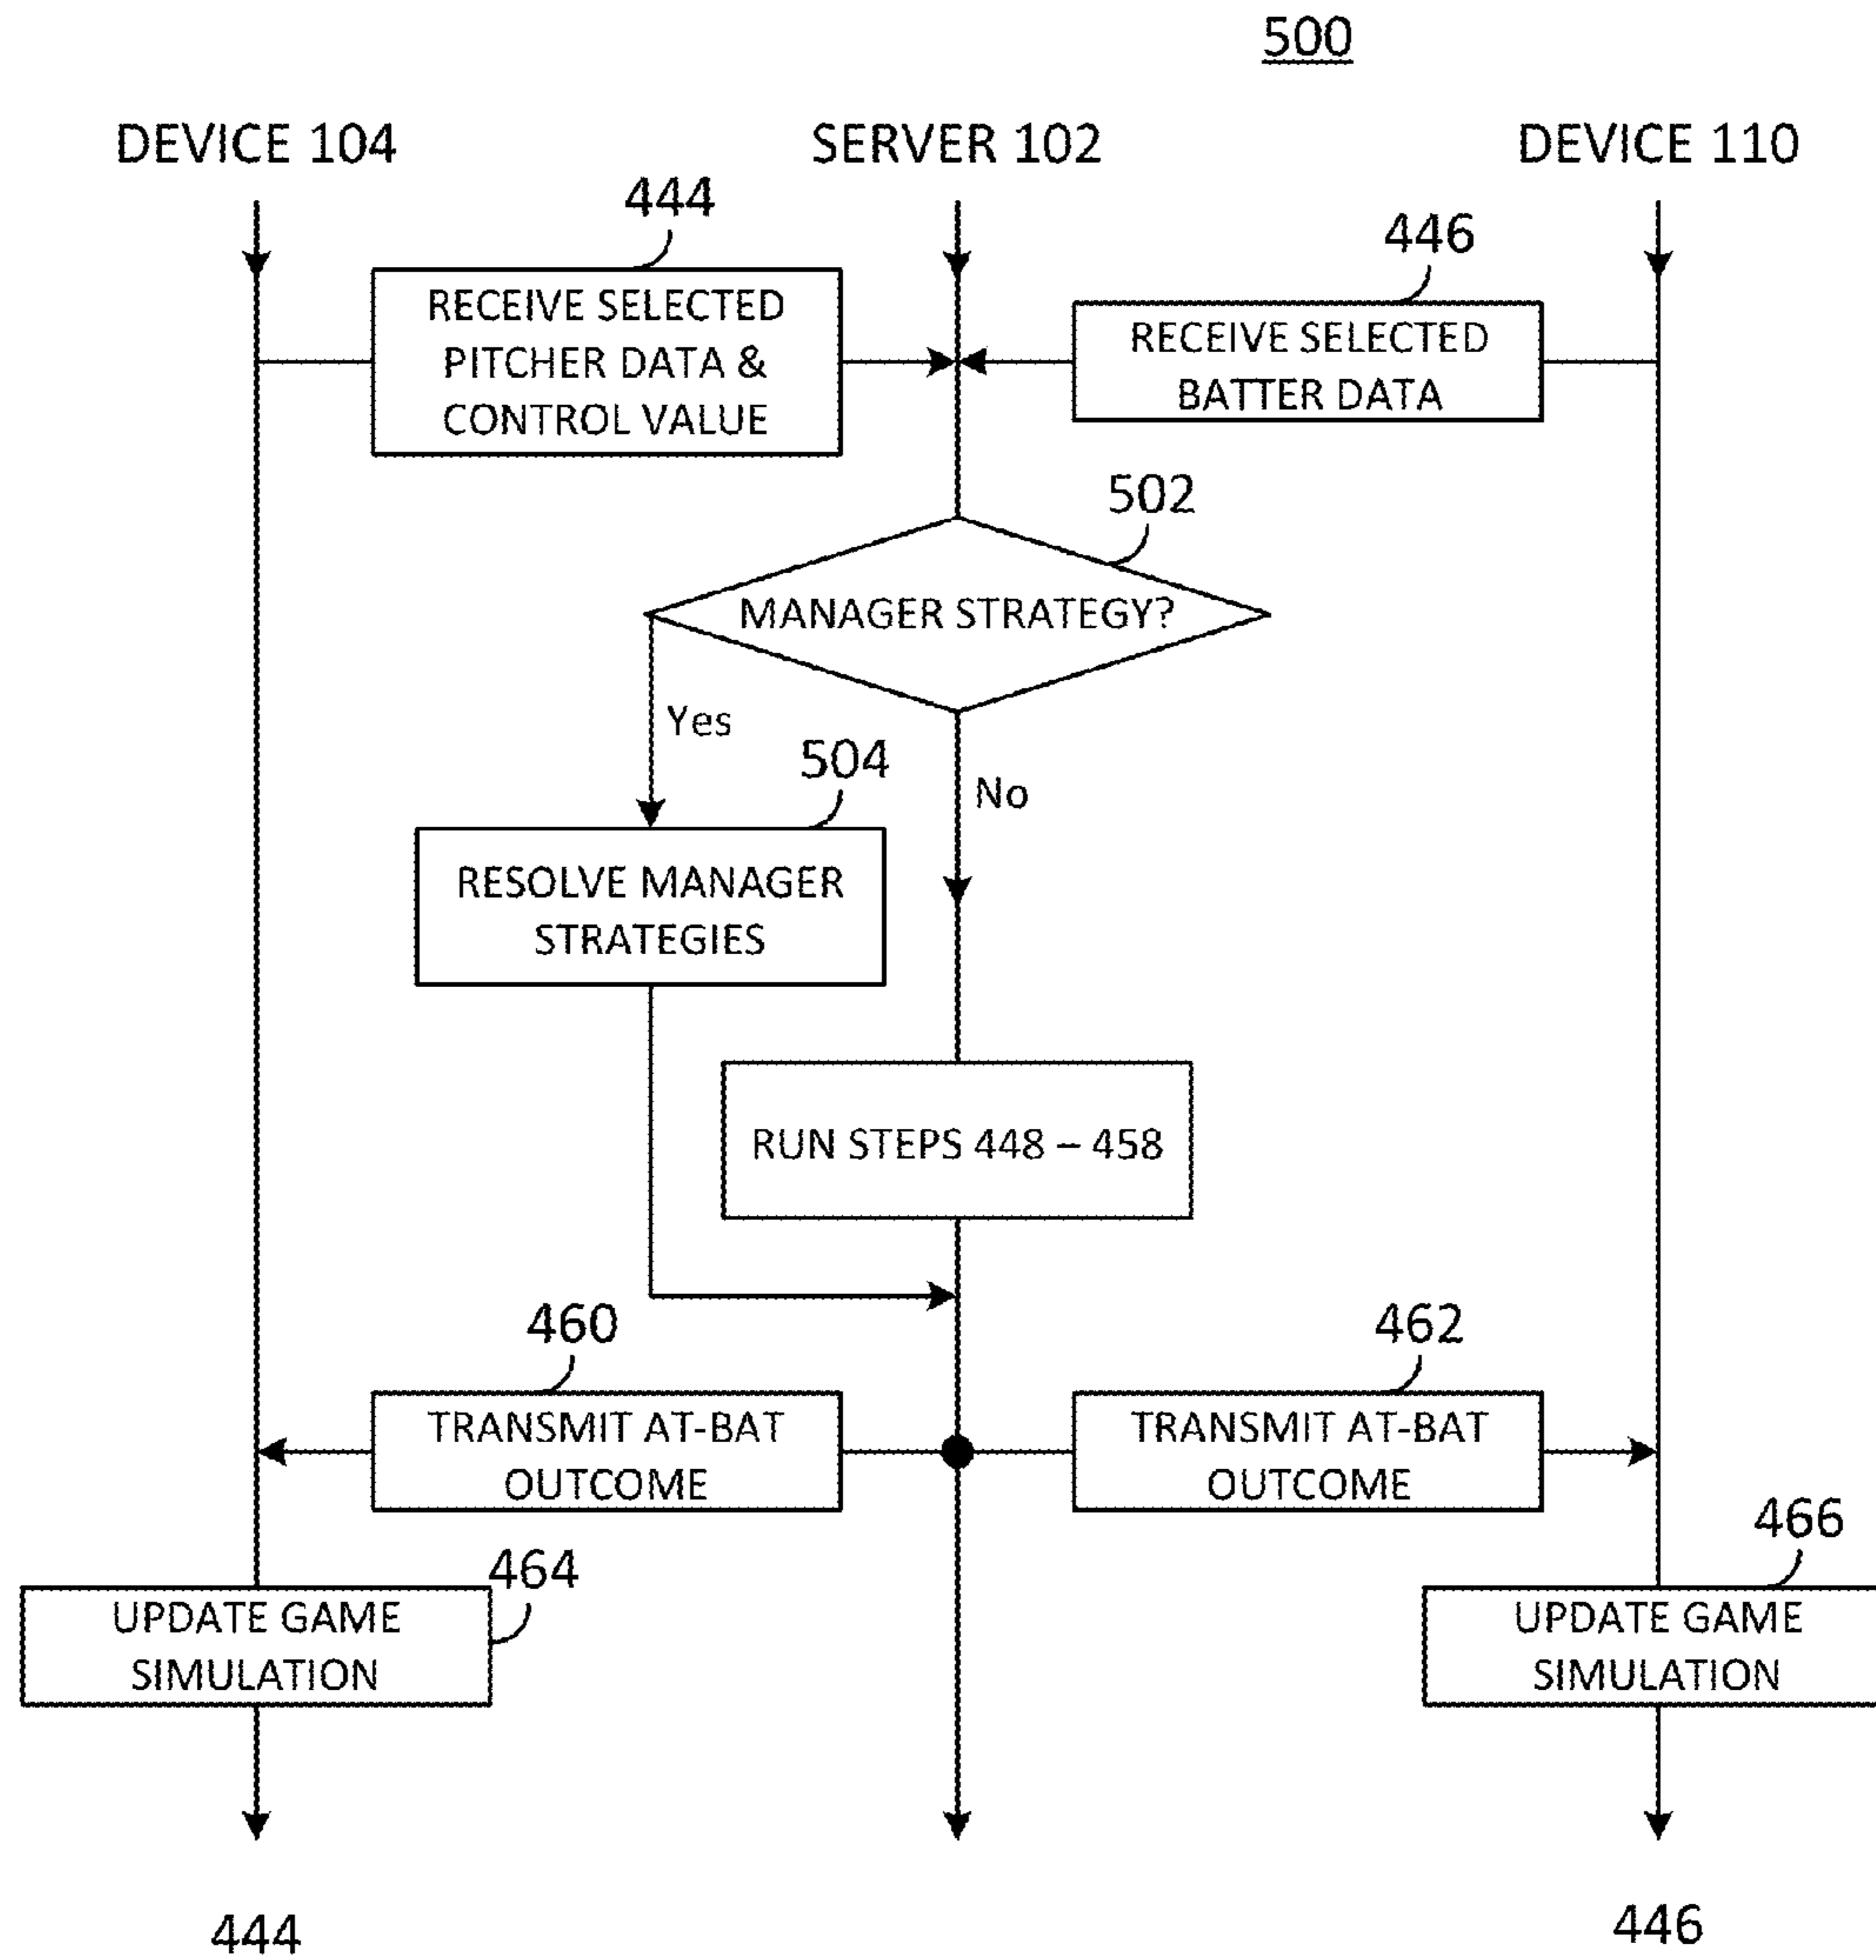 500
DEVICE 104
SERVER 102
DEVICE 110
444
446
RECEIVE SELECTED
PITCHER DATA &
CONTROL VALUE
RECEIVE SELECTED
BATTER DATA
502
MANAGER STRATEGY?
Yes
504
No
RESOLVE MANAGER
STRATEGIES
RUN STEPS 448 – 458
460
462
TRANSMIT AT-BAT
OUTCOME
TRANSMIT AT-BAT
OUTCOME
464
466
UPDATE GAME
SIMULATION
UPDATE GAME
SIMULATION
444
446